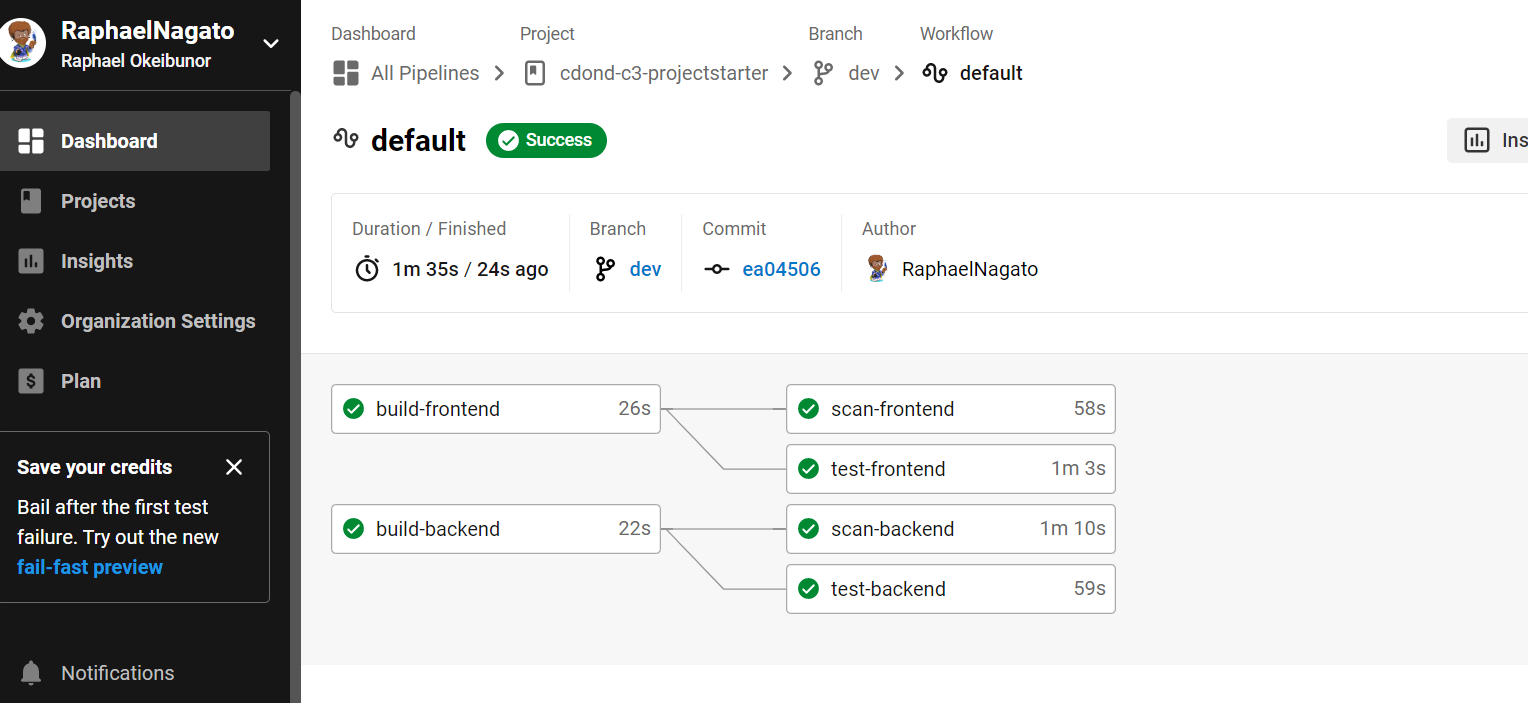 RaphaelNagato
Raphael Okeibunor
Dashboard
Projects
Insights
Organization Settings
Plan
Save your credits
Bail after the first test
failure. Try out the new
fail-fast preview
Notifications
Dashboard Project Branch Workflow
All Pipelines cdond-c3-projectstarter dev default
default Success
Ins
Duration / Finished Branch Commit Author
1m 35s / 24s ago dev ea04506 RaphaelNagato
build-frontend 26s scan-frontend 58s
test-frontend 1m 3s
build-backend 22s scan-backend 1m 10s
test-backend 59s